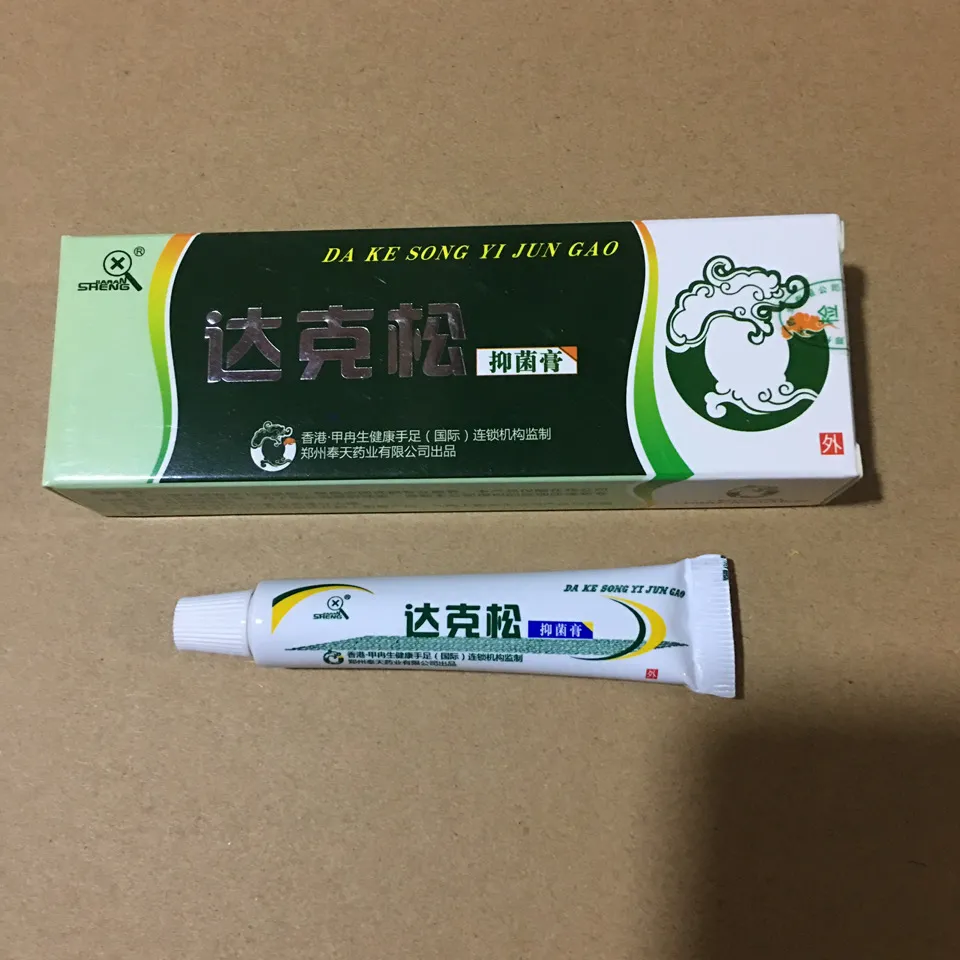 SHENG
®
DA KE SONG YI JUN GAO
达克松
抑菌膏
香港·甲冉生健康手足（国际）连锁机构监制
郑州奉天药业有限公司出品
检
外
SHENG
®
DA KE SONG YI JUN GAO
达克松
抑菌膏
香港·甲冉生健康手足（国际）连锁机构监制
郑州奉天药业有限公司出品
外